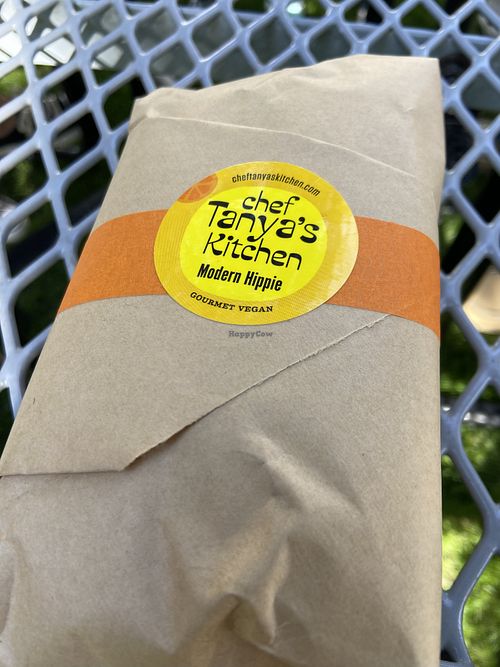 cheftanyaskitchen.com
chef
Tanya's
Kitchen
Modern Hippie
GOURMET VEGAN
HappyCow